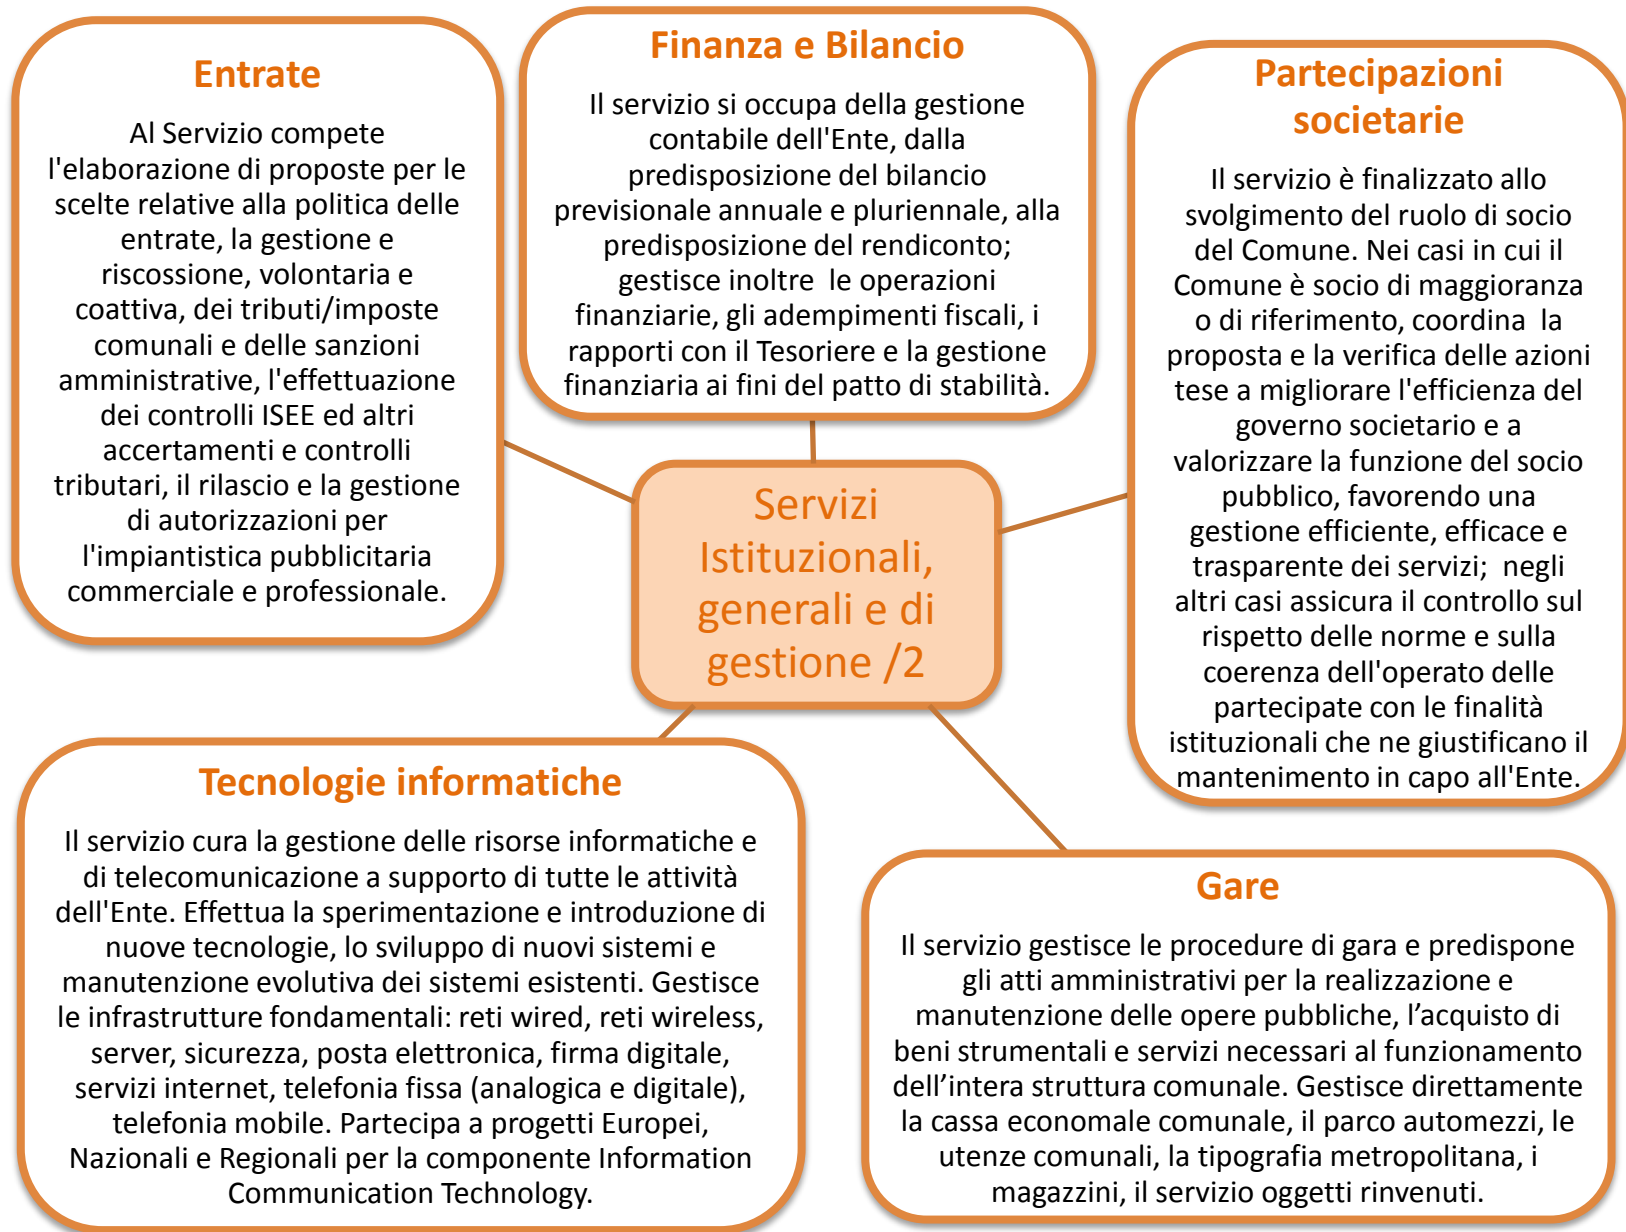 Entrate
Al Servizio compete
l'elaborazione di proposte per le
scelte relative alla politica delle
entrate, la gestione e
riscossione, volontaria e
coattiva, dei tributi/imposte
comunali e delle sanzioni
amministrative, l'effettuazione
dei controlli ISEE ed altri
accertamenti e controlli
tributari, il rilascio e la gestione
di autorizzazioni per
l'impiantistica pubblicitaria
commerciale e professionale.
Finanza e Bilancio
Il servizio si occupa della gestione
contabile dell'Ente, dalla
predisposizione del bilancio
previsionale annuale e pluriennale, alla
predisposizione del rendiconto;
gestisce inoltre  le operazioni
finanziarie, gli adempimenti fiscali, i
rapporti con il Tesoriere e la gestione
finanziaria ai fini del patto di stabilità.
Partecipazioni
societarie
Il servizio è finalizzato allo
svolgimento del ruolo di socio
del Comune. Nei casi in cui il
Comune è socio di maggioranza
o di riferimento, coordina  la
proposta e la verifica delle azioni
tese a migliorare l'efficienza del
governo societario e a
valorizzare la funzione del socio
pubblico, favorendo una
gestione efficiente, efficace e
trasparente dei servizi;  negli
altri casi assicura il controllo sul
rispetto delle norme e sulla
coerenza dell'operato delle
partecipate con le finalità
istituzionali che ne giustificano il
mantenimento in capo all'Ente.
Servizi
Istituzionali,
generali e di
gestione /2
Tecnologie informatiche
Il servizio cura la gestione delle risorse informatiche e
di telecomunicazione a supporto di tutte le attività
dell'Ente. Effettua la sperimentazione e introduzione di
nuove tecnologie, lo sviluppo di nuovi sistemi e
manutenzione evolutiva dei sistemi esistenti. Gestisce
le infrastrutture fondamentali: reti wired, reti wireless,
server, sicurezza, posta elettronica, firma digitale,
servizi internet, telefonia fissa (analogica e digitale),
telefonia mobile. Partecipa a progetti Europei,
Nazionali e Regionali per la componente Information
Communication Technology.
Gare
Il servizio gestisce le procedure di gara e predispone
gli atti amministrativi per la realizzazione e
manutenzione delle opere pubbliche, l’acquisto di
beni strumentali e servizi necessari al funzionamento
dell’intera struttura comunale. Gestisce direttamente
la cassa economale comunale, il parco automezzi, le
utenze comunali, la tipografia metropolitana, i
magazzini, il servizio oggetti rinvenuti.